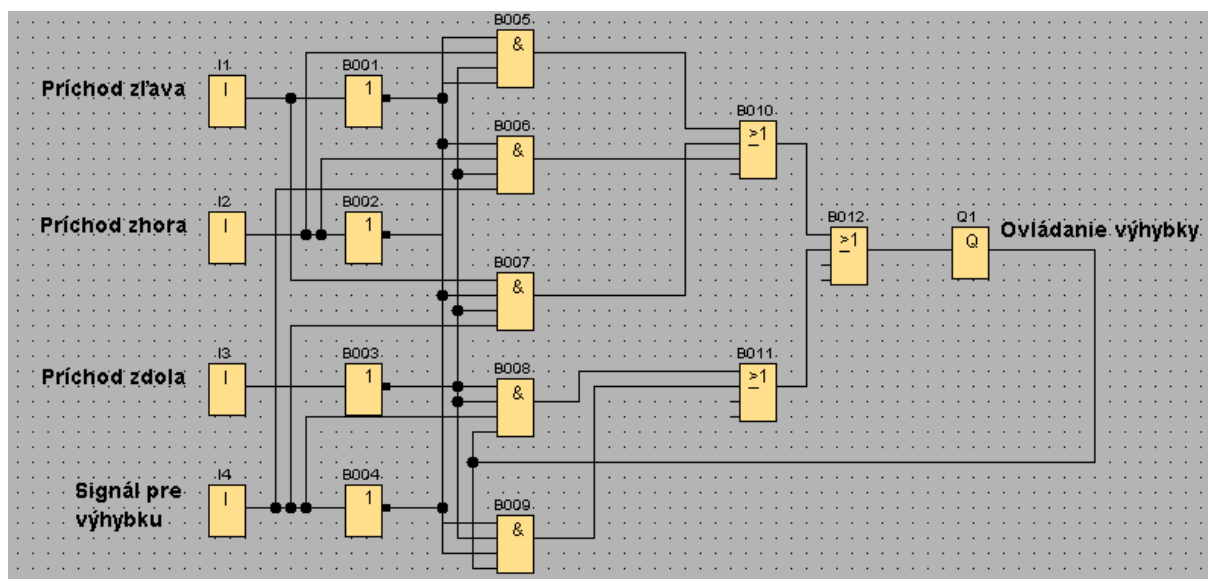 B005
&
I1
I
B001
1
Príchod zľava
B010
>1
B006
&
I2
I
B002
1
Príchod zhora
B012
>1
Q1
Q
Ovládanie výhybky
B007
&
I3
I
B003
1
Príchod zdola
B008
&
B011
>1
I4
I
B004
1
Signál pre
výhybku
B009
&